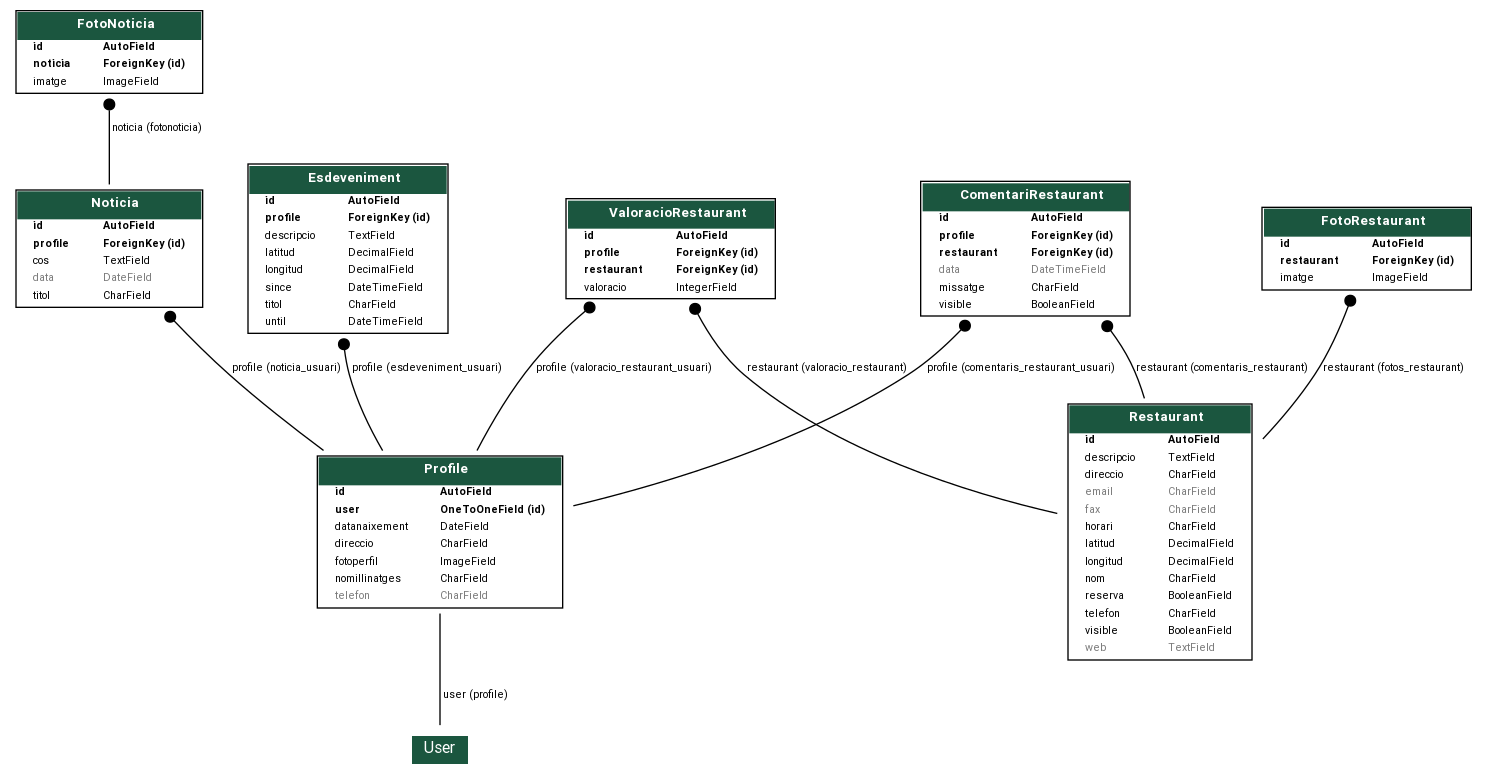 FotoNoticia
id AutoField
noticia ForeignKey (id)
imatge ImageField
noticia (fotonoticia)
Noticia
id AutoField
profile ForeignKey (id)
cos TextField
data DateField
titol CharField
Esdeveniment
id AutoField
profile ForeignKey (id)
descripcio TextField
latitud DecimalField
longitud DecimalField
since DateTimeField
titol CharField
until DateTimeField
ValoracioRestaurant
id AutoField
profile ForeignKey (id)
restaurant ForeignKey (id)
valoracio IntegerField
ComentariRestaurant
id AutoField
profile ForeignKey (id)
restaurant ForeignKey (id)
data DateTimeField
missatge CharField
visible BooleanField
FotoRestaurant
id AutoField
restaurant ForeignKey (id)
imatge ImageField
profile (noticia_usuari)
profile (esdeveniment_usuari)
profile (valoracio_restaurant_usuari)
restaurant (valoracio_restaurant)
profile (comentaris_restaurant_usuari)
restaurant (comentaris_restaurant)
restaurant (fotos_restaurant)
Profile
id AutoField
user OneToOneField (id)
datanaixement DateField
direccio CharField
fotoperfil ImageField
nomillinatges CharField
telefon CharField
Restaurant
id AutoField
descripcio TextField
direccio CharField
email CharField
fax CharField
horari CharField
latitud DecimalField
longitud DecimalField
nom CharField
reserva BooleanField
telefon CharField
visible BooleanField
web TextField
user (profile)
User